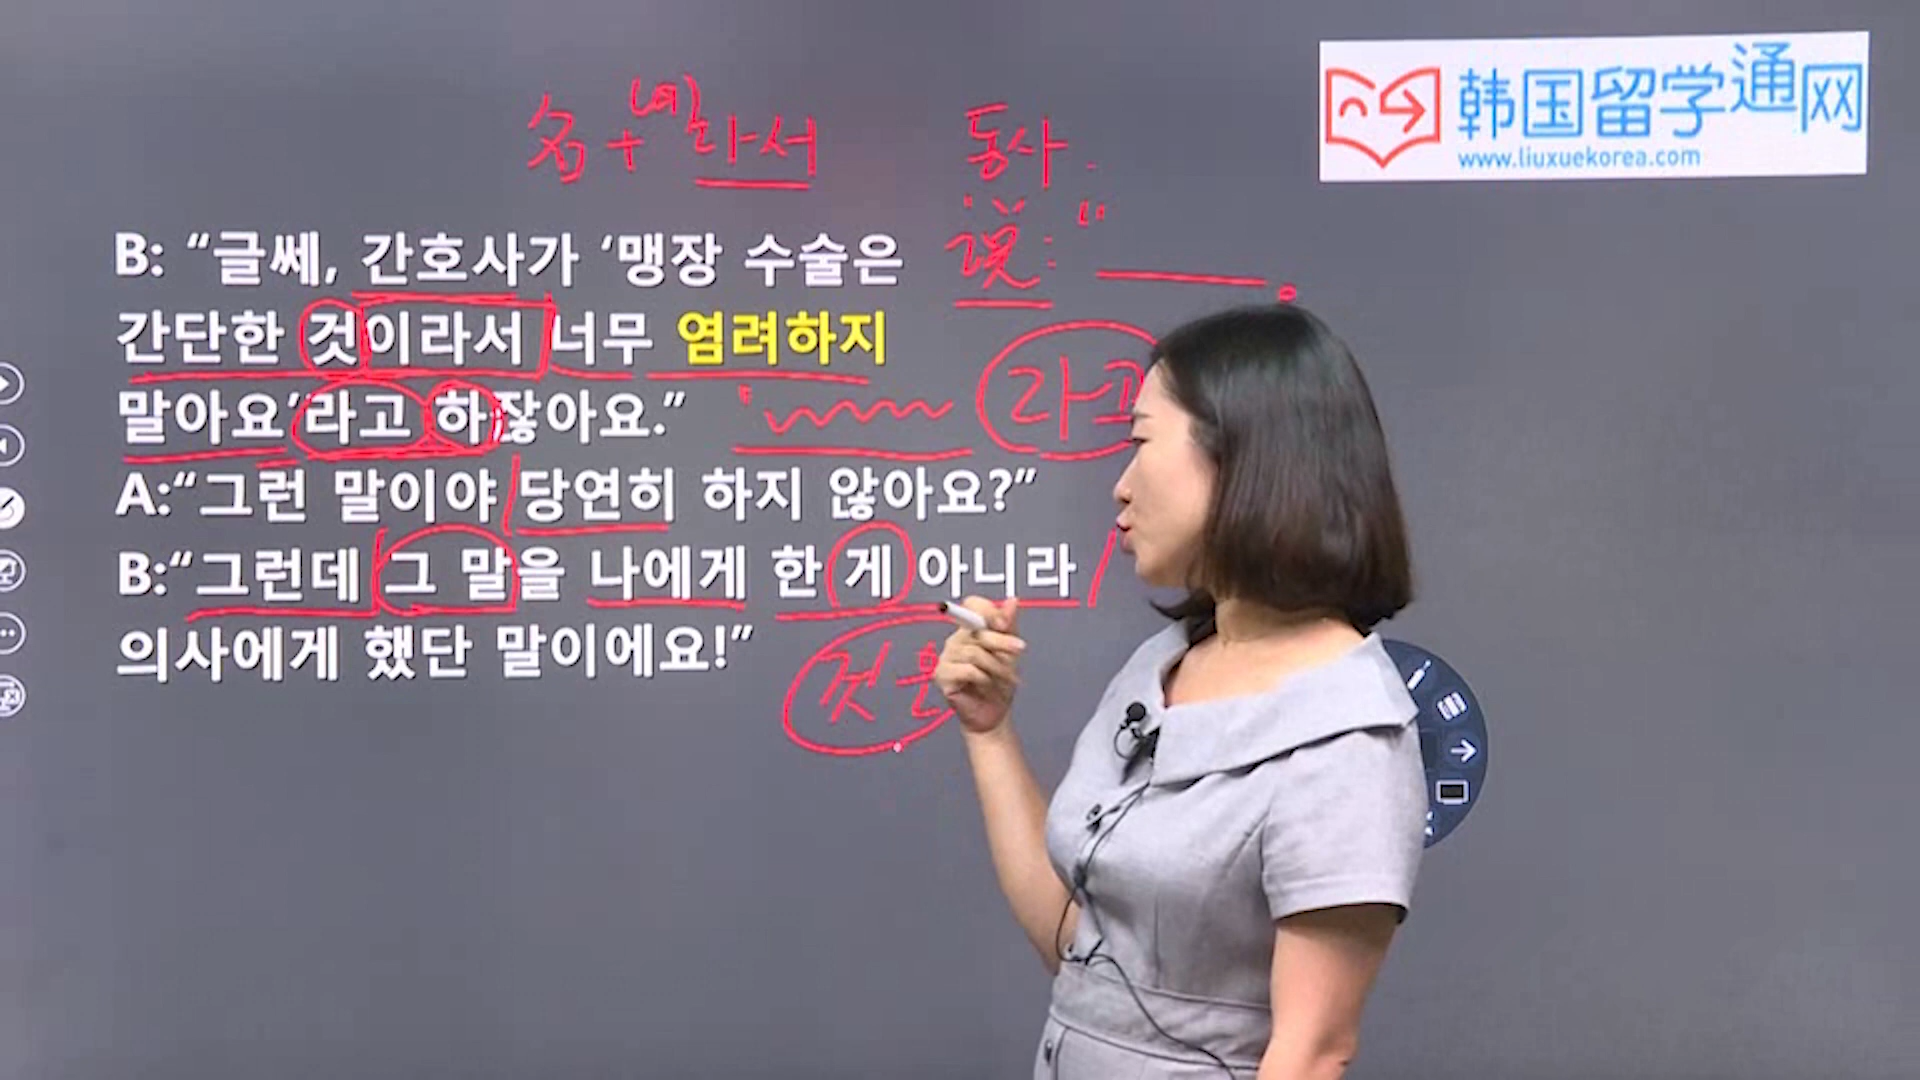 韩国留学通网
www.liuxuekorea.com
名 + (이)라서
동사
说: "
B: “글쎄, 간호사가 ‘맹장 수술은
간단한 것이라서 너무 염려하지
말아요’라고 하잖아요.”
라고
A:“그런 말이야 당연히 하지 않아요?”
B:“그런데 그 말을 나에게 한 게 아니라
의사에게 했단 말이에요!”
것은